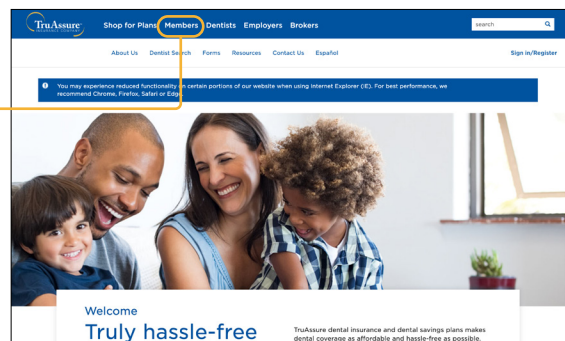 TruAssure
INSURANCE COMPANY
Shop for Plans Members Dentists Employers Brokers
search
About Us Dentist Search Forms Resources Contact Us Español
Sign in/Register
You may experience reduced functionality on certain portions of our website when using Internet Explorer (IE). For best performance, we
recommend Chrome, Firefox, Safari or Edge.
Welcome
Truly hassle-free
TruAssure dental insurance and dental savings plans makes
dental coverage as affordable and hassle-free as possible.